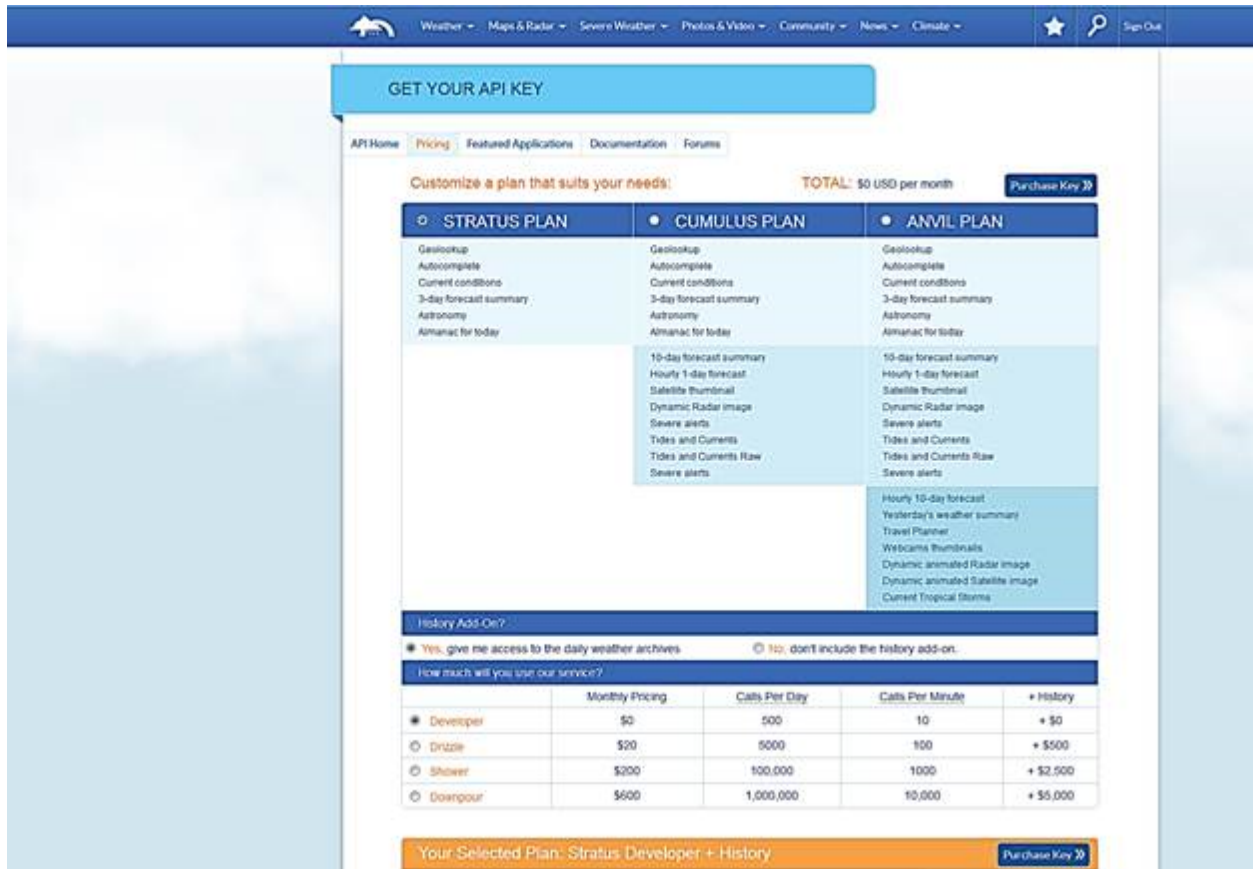 Weather Maps & Radar Severe Weather Photos & Video Community News Climate Sign Out
GET YOUR API KEY
API Home Pricing Featured Applications Documentation Forums
Customize a plan that suits your needs: TOTAL: $0 USD per month Purchase Key
STRATUS PLAN CUMULUS PLAN ANVIL PLAN
Geolookup Geolookup Geolookup
Autocomplete Autocomplete Autocomplete
Current conditions Current conditions Current conditions
3-day forecast summary 3-day forecast summary 3-day forecast summary
Astronomy Astronomy Astronomy
Almanac for today Almanac for today Almanac for today
10-day forecast summary 10-day forecast summary
Hourly 1-day forecast Hourly 1-day forecast
Satellite thumbnail Satellite thumbnail
Dynamic Radar image Dynamic Radar image
Severe alerts Severe alerts
Tides and Currents Tides and Currents
Tides and Currents Raw Tides and Currents Raw
Severe alerts Severe alerts
Hourly 10-day forecast
Yesterday's weather summary
Travel Planner
Webcams thumbnails
Dynamic animated Radar image
Dynamic animated Satellite image
Current Tropical Storms
History Add-On?
Yes, give me access to the daily weather archives No, don't include the history add-on.
How much will you use our service?
Monthly Pricing Calls Per Day Calls Per Minute + History
Developer $0 500 10 + $0
Drizzle $20 5000 100 + $500
Shower $200 100,000 1000 + $2,500
Downpour $600 1,000,000 10,000 + $5,000
Your Selected Plan: Stratus Developer + History Purchase Key